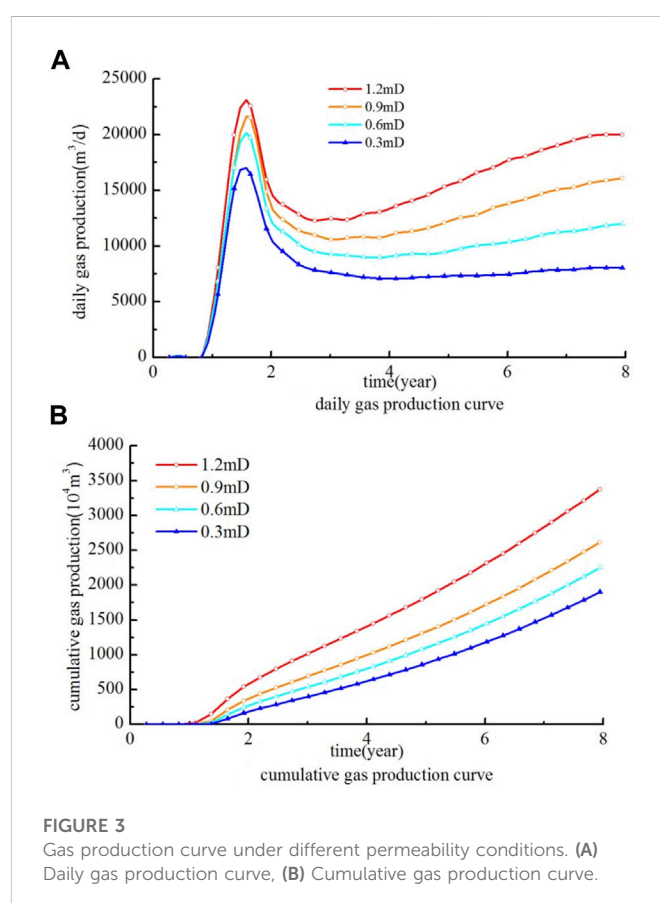 A
25000
20000
15000
10000
5000
0
daily gas production(m³/d)
1.2mD
0.9mD
0.6mD
0.3mD
0 2 4 6 8
time(year)
daily gas production curve
B
4000
3500
3000
2500
2000
1500
1000
500
0
cumulative gas production(10⁴m³)
1.2mD
0.9mD
0.6mD
0.3mD
0 2 4 6 8
time(year)
cumulative gas production curve
FIGURE 3
Gas production curve under different permeability conditions. (A)
Daily gas production curve, (B) Cumulative gas production curve.